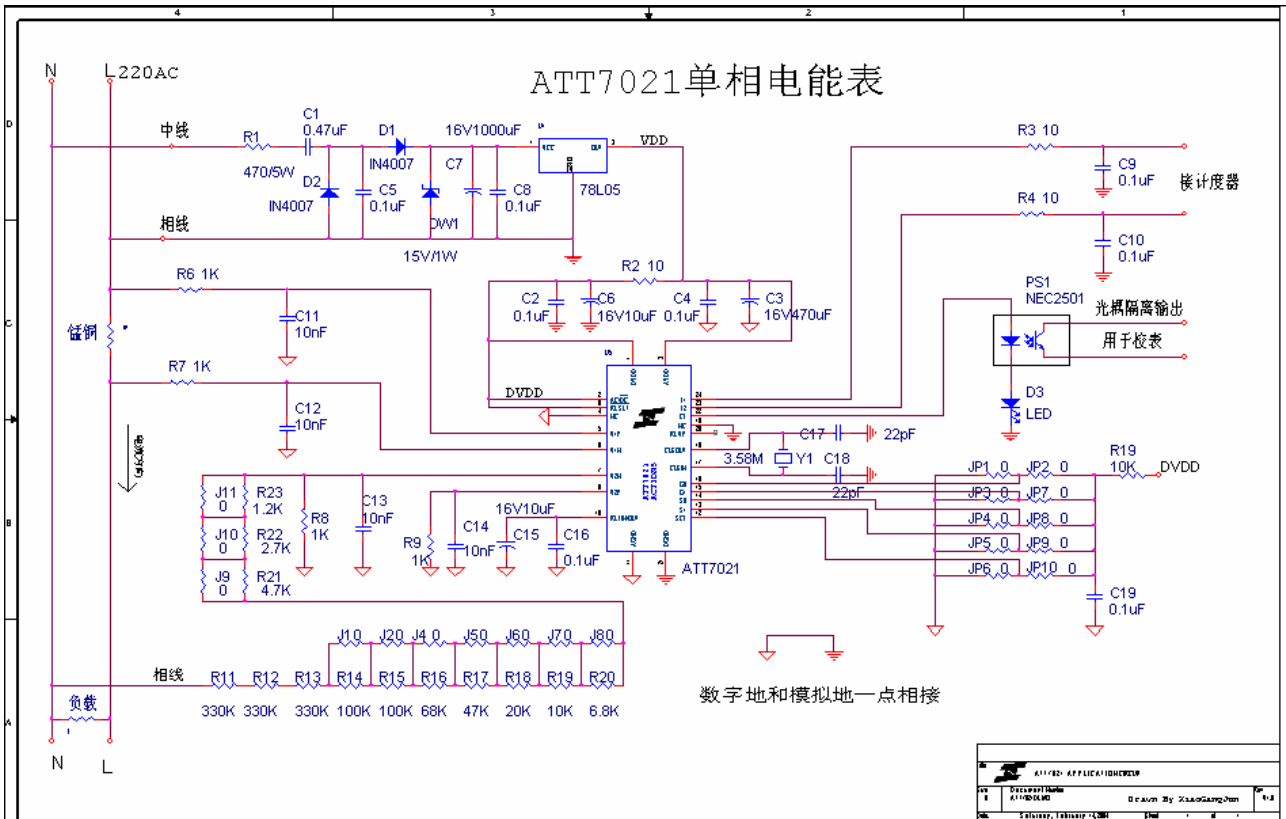 4 3 2 1
N L 220AC
ATT7021单相电能表
D
中线
R1
470/5W
C1
0.47uF
D1
IN4007
D2
IN4007
C5
0.1uF
16V1000uF
C7
C8
0.1uF
DW1
15V/1W
78L05
VDD
相线
R3 10
C9
0.1uF
接计度器
R4 10
C10
0.1uF
R2 10
C2
0.1uF
C6
16V10uF
C4
0.1uF
C3
16V470uF
PS1
NEC2501
光耦隔离输出
用于校表
D3
LED
C
R6 1K
C11
10nF
锰铜
R7 1K
C12
10nF
DVDD
C17
22pF
3.58M
Y1
C18
22pF
ATT7021
B
J11
0
R23
1.2K
J10
0
R22
2.7K
J9
0
R21
4.7K
R8
1K
C13
10nF
R9
1K
C14
10nF
16V10uF
C15
C16
0.1uF
JP1 0 JP2 0
JP3 0 JP7 0
JP4 0 JP8 0
JP5 0 JP9 0
JP6 0 JP10 0
R19
10K
DVDD
C19
0.1uF
J10 J20 J4 0 J50 J60 J70 J80
相线
R11 R12 R13 R14 R15 R16 R17 R18 R19 R20
330K 330K 330K 100K 100K 68K 47K 20K 10K 6.8K
数字地和模拟地一点相接
A
负载
N L
Drawn By XiaoGangJun